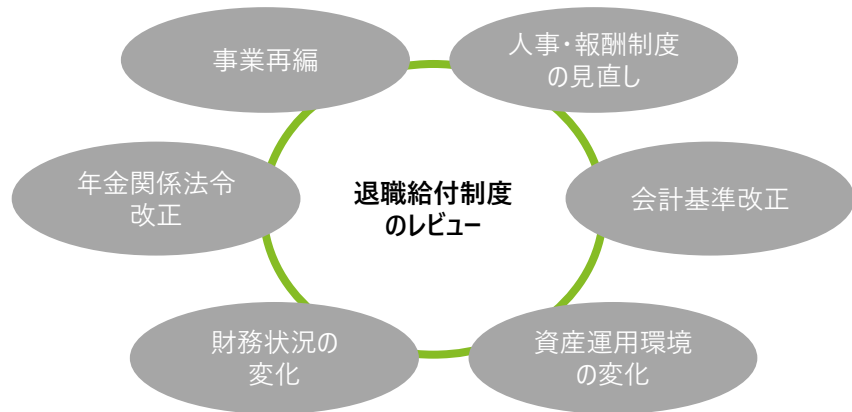 事業再編
人事・報酬制度
の見直し
年金関係法令
改正
退職給付制度
のレビュー
会計基準改正
財務状況の
変化
資産運用環境
の変化